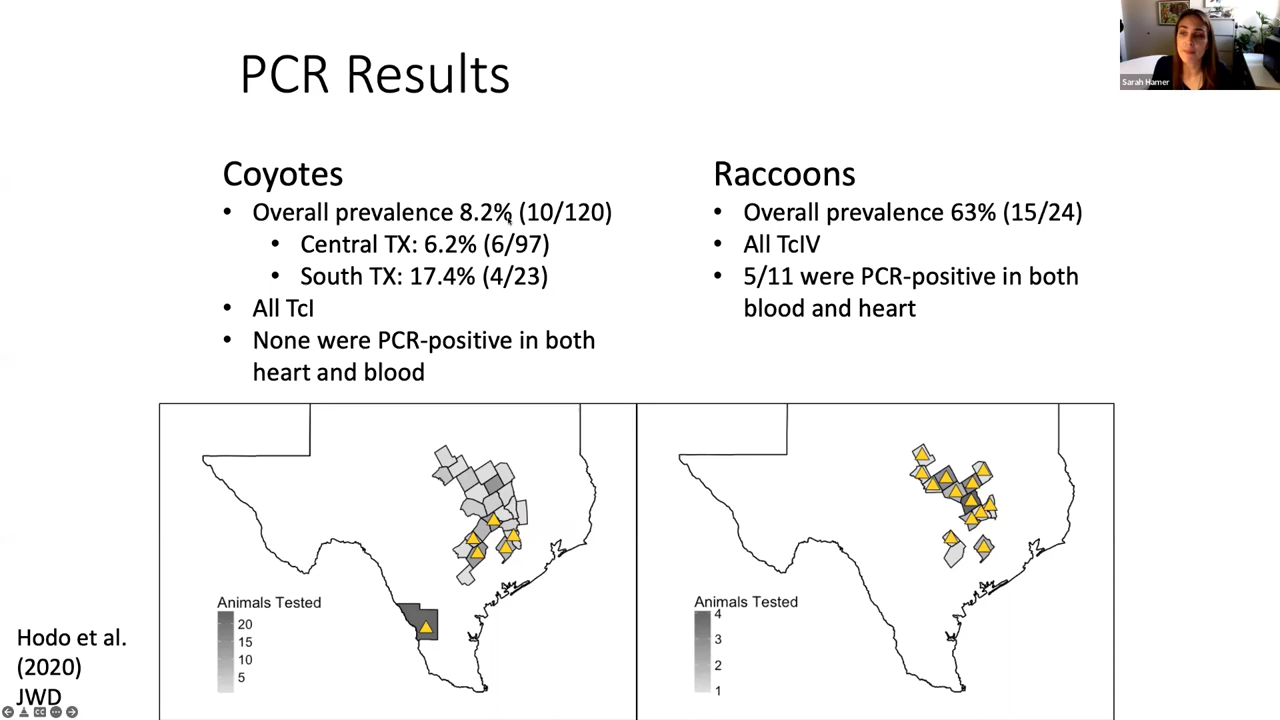 PCR Results
Sarah Hamer
Coyotes
• Overall prevalence 8.2% (10/120)
• Central TX: 6.2% (6/97)
• South TX: 17.4% (4/23)
• All TcI
• None were PCR-positive in both
heart and blood
Raccoons
• Overall prevalence 63% (15/24)
• All TcIV
• 5/11 were PCR-positive in both
blood and heart
Animals Tested
20
15
10
5
Animals Tested
4
3
2
1
Hodo et al.
(2020)
JWD